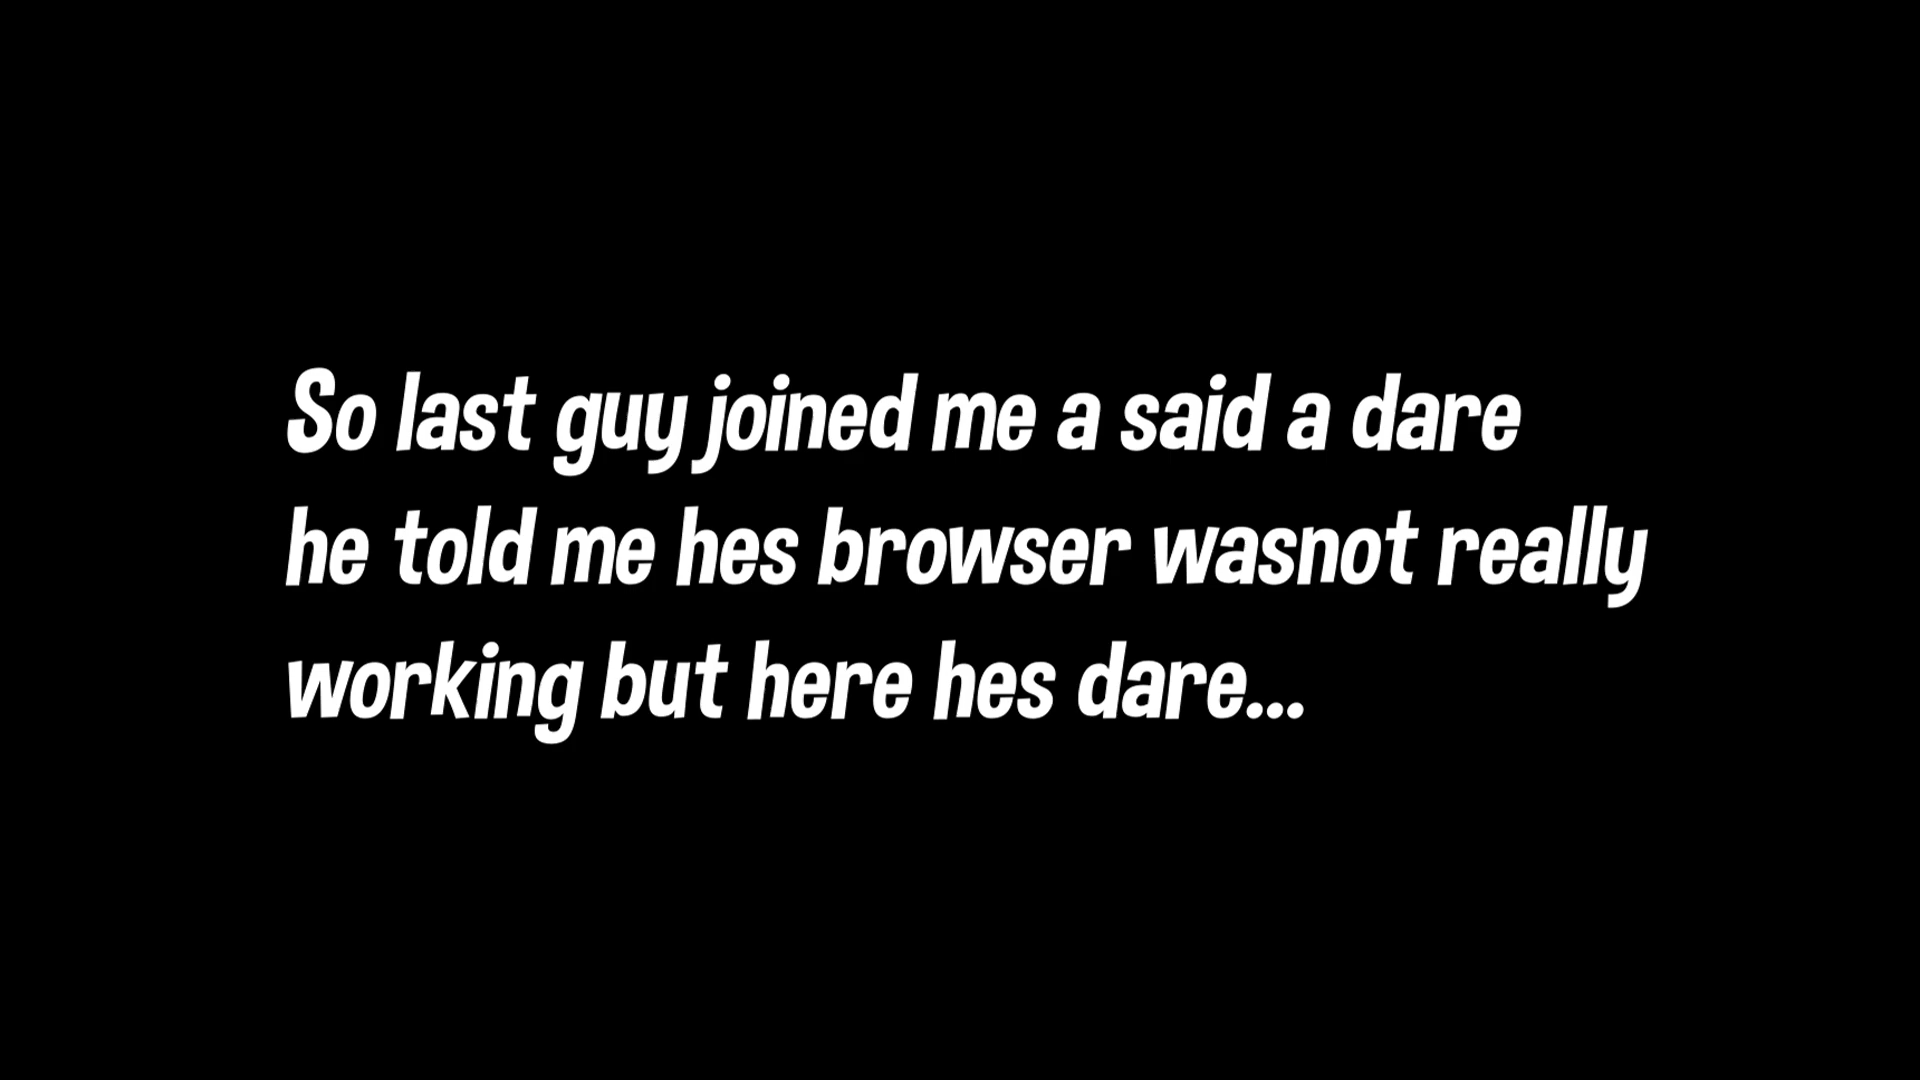 So last guy joined me a said a dare
he told me hes browser wasnot really
working but here hes dare...